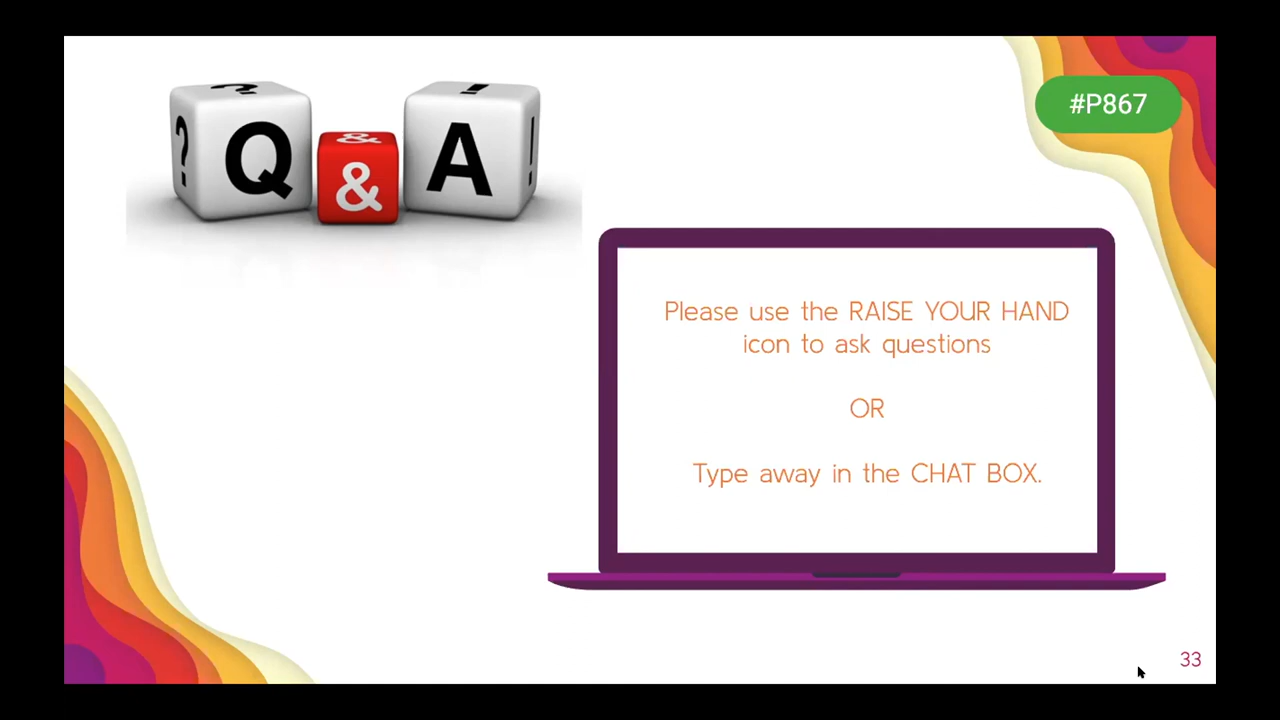 ? ? Q & & ! A !
#P867
Please use the RAISE YOUR HAND
icon to ask questions
OR
Type away in the CHAT BOX.
33